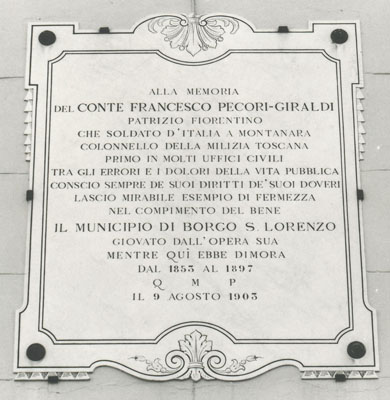 ALLA MEMORIA
DEL CONTE FRANCESCO PECORI-GIRALDI
PATRIZIO FIORENTINO
CHE SOLDATO D'ITALIA A MONTANARA
COLONNELLO DELLA MILIZIA TOSCANA
PRIMO IN MOLTI UFFICI CIVILI
TRA GLI ERRORI E I DOLORI DELLA VITA PUBBLICA
CONSCIO SEMPRE DE SUOI DIRITTI DE'SUOI DOVERI
LASCIÒ MIRABILE ESEMPIO DI FERMEZZA
NEL COMPIMENTO DEL BENE
IL MUNICIPIO DI BORGO S. LORENZO
GIOVATO DALL'OPERA SUA
MENTRE QUÌ EBBE DIMORA
DAL 1853 AL 1897
Q M P
IL 9 AGOSTO 1903